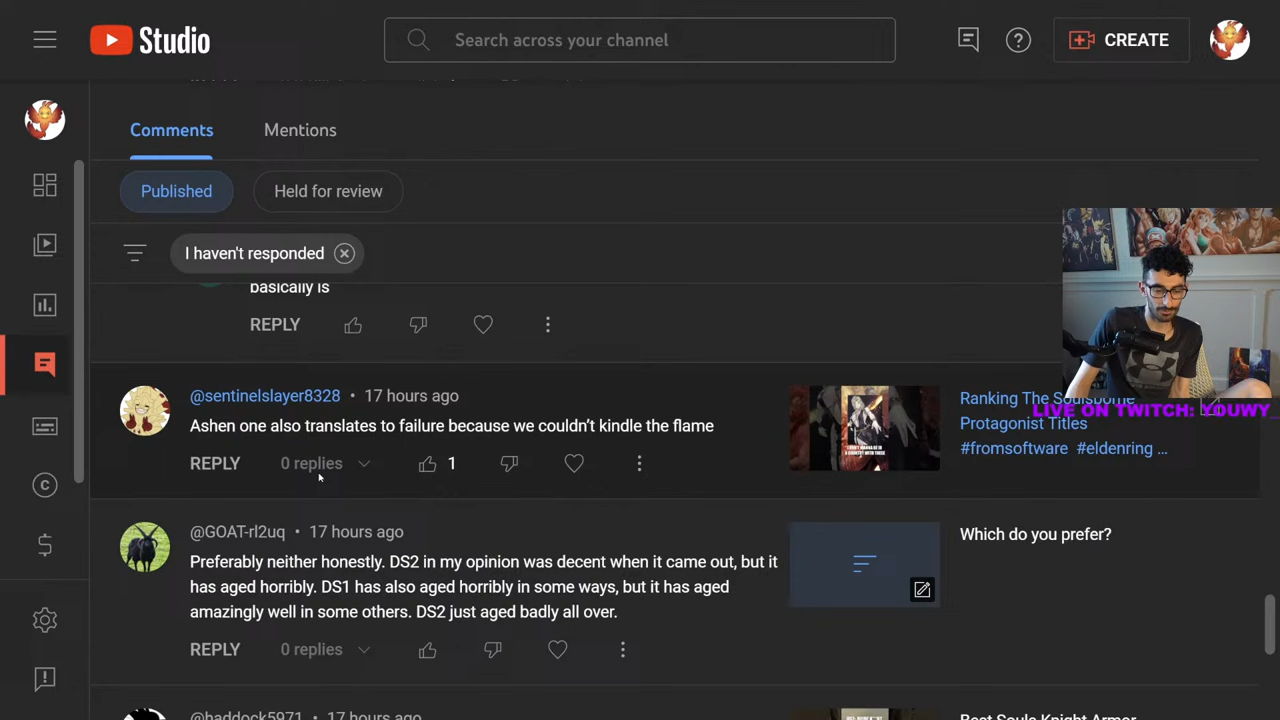 Studio
Search across your channel
CREATE
Comments
Mentions
Published
Held for review
I haven't responded
basically is
REPLY
@sentinelslayer8328 • 17 hours ago
Ashen one also translates to failure because we couldn't kindle the flame
REPLY
0 replies
1
Ranking The Soulsborne
Protagonist Titles
#fromsoftware #eldenring ...
LIVE ON TWITCH: YOUWY
@GOAT-rl2uq • 17 hours ago
Preferably neither honestly. DS2 in my opinion was decent when it came out, but it
has aged horribly. DS1 has also aged horribly in some ways, but it has aged
amazingly well in some others. DS2 just aged badly all over.
REPLY
0 replies
Which do you prefer?
@haddock5971 • 17 hours ago
Best Souls Knight Armor